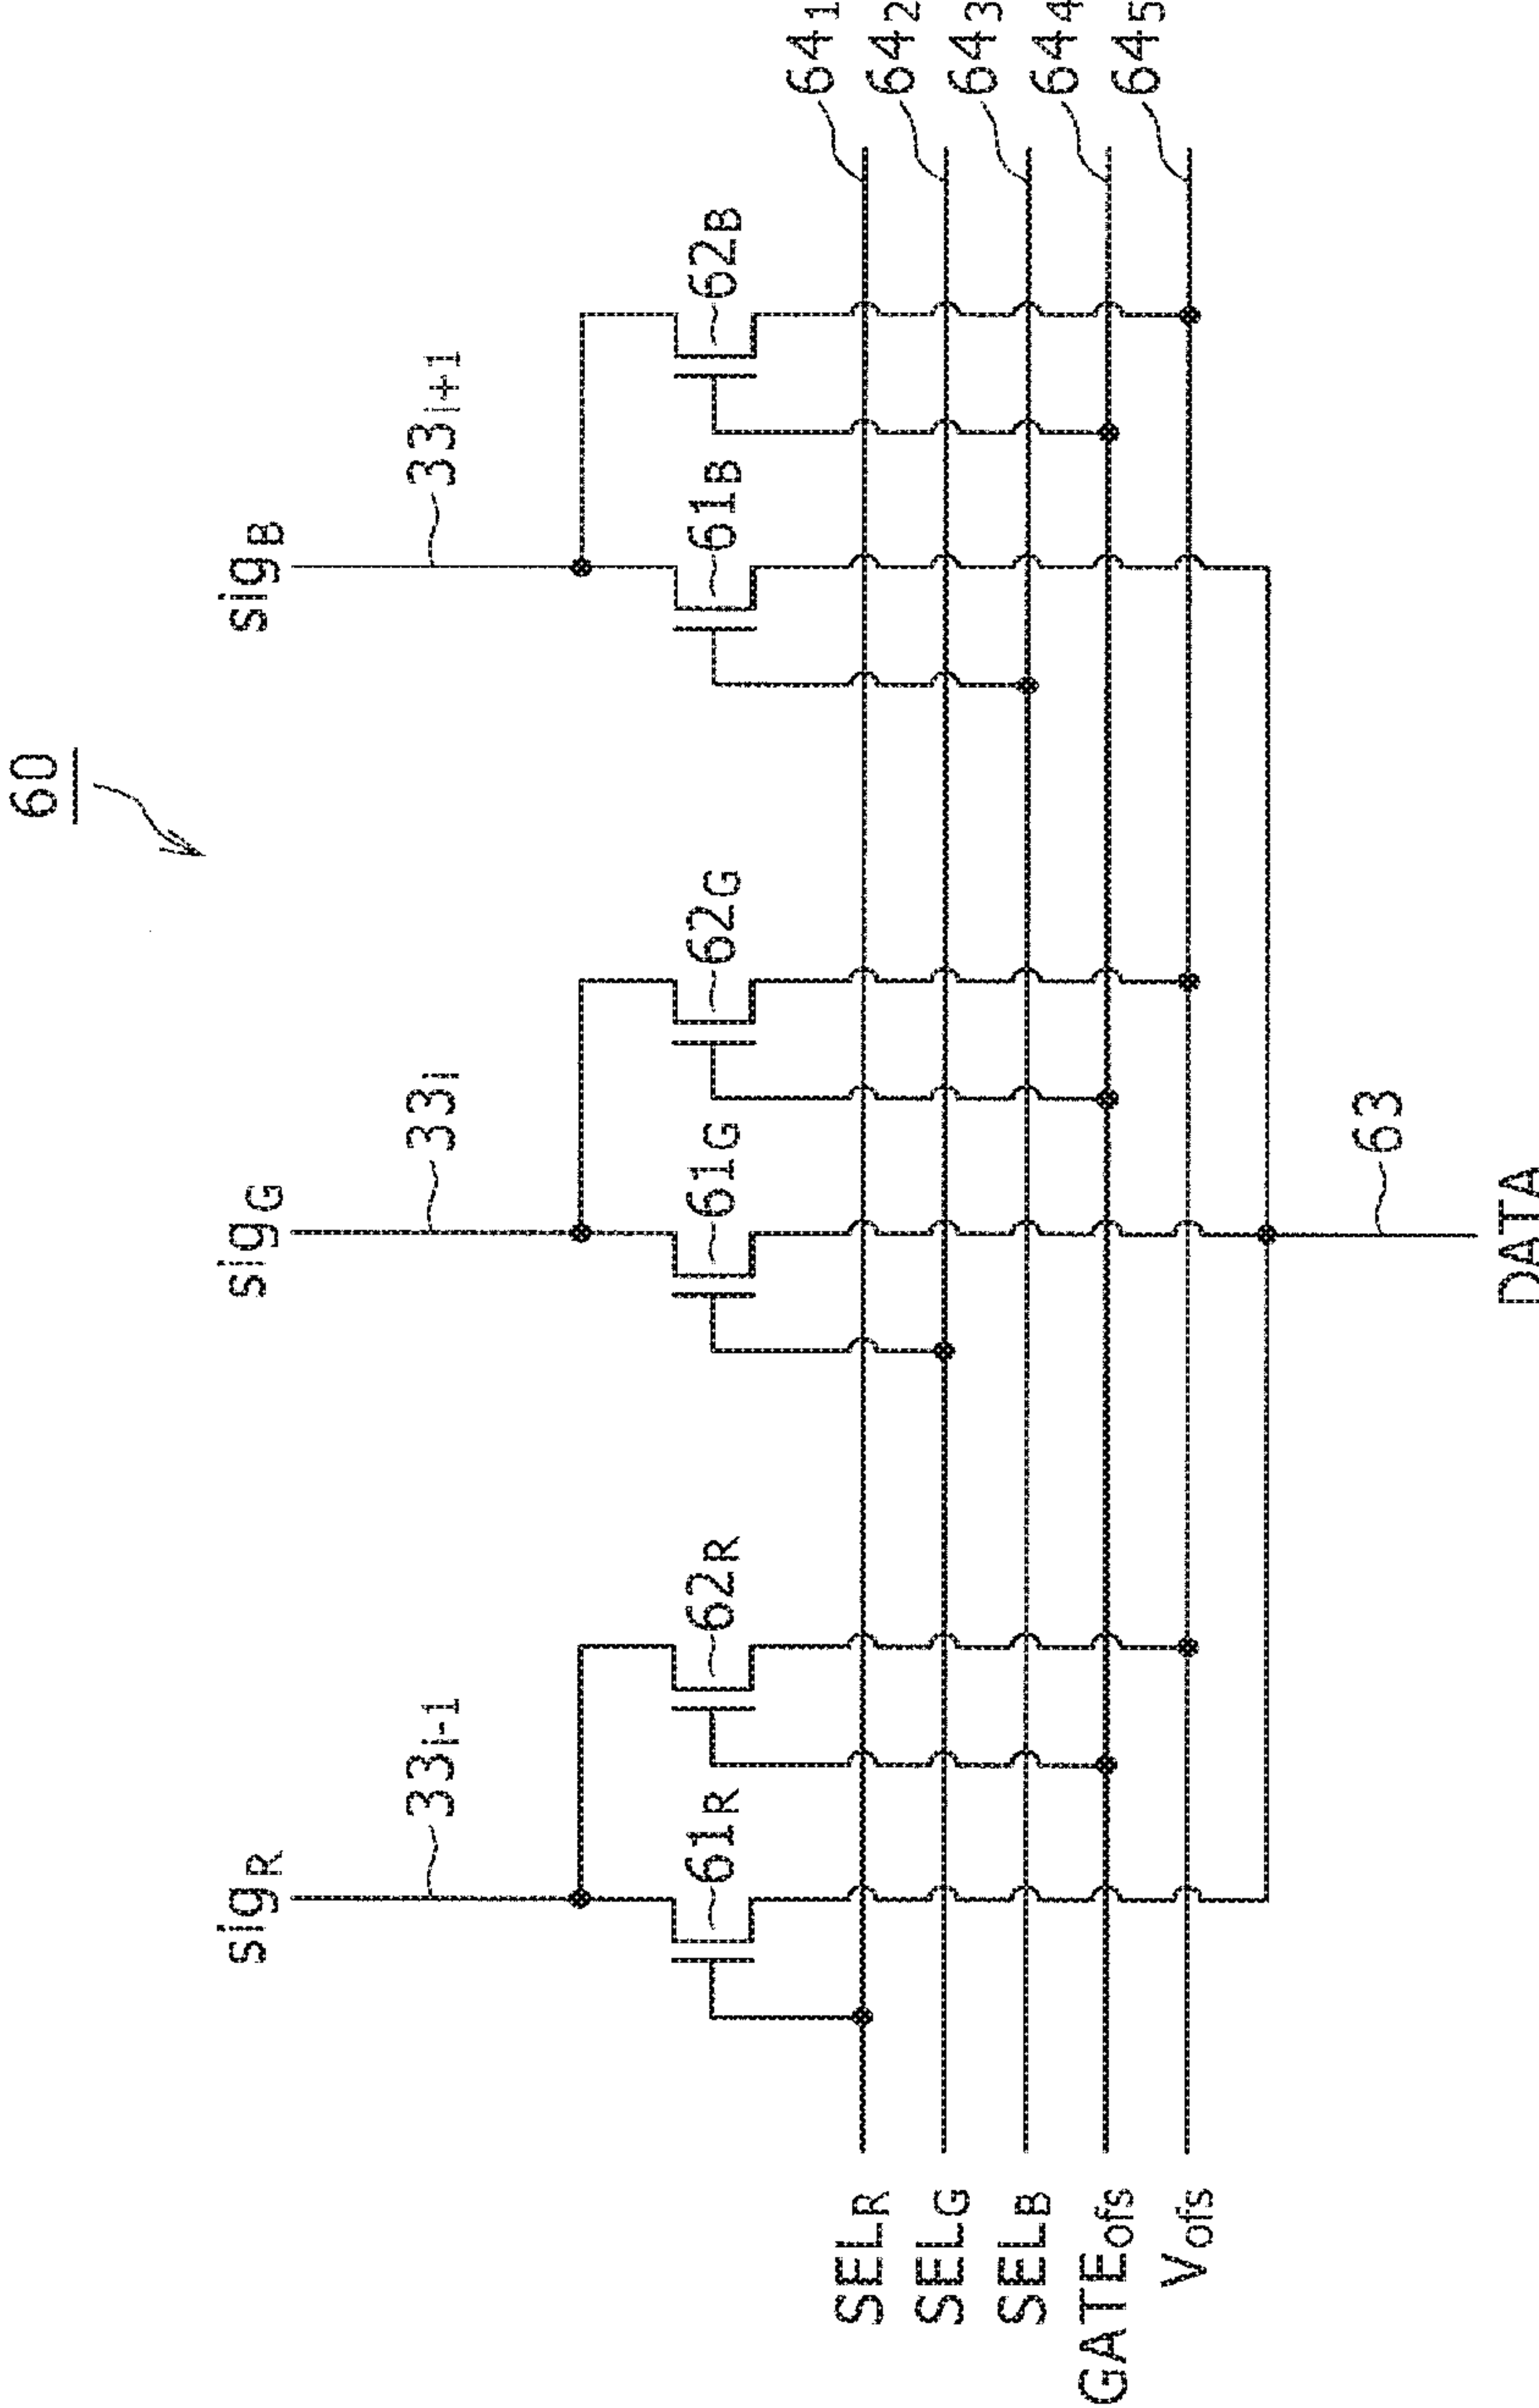 60
sigR
sigG
sigB
33i-1
33i
33i+1
61R
62R
61G
62G
61B
62B
SELR
641
SELG
642
SELB
643
GATEofs
644
Vofs
645
63
DATA